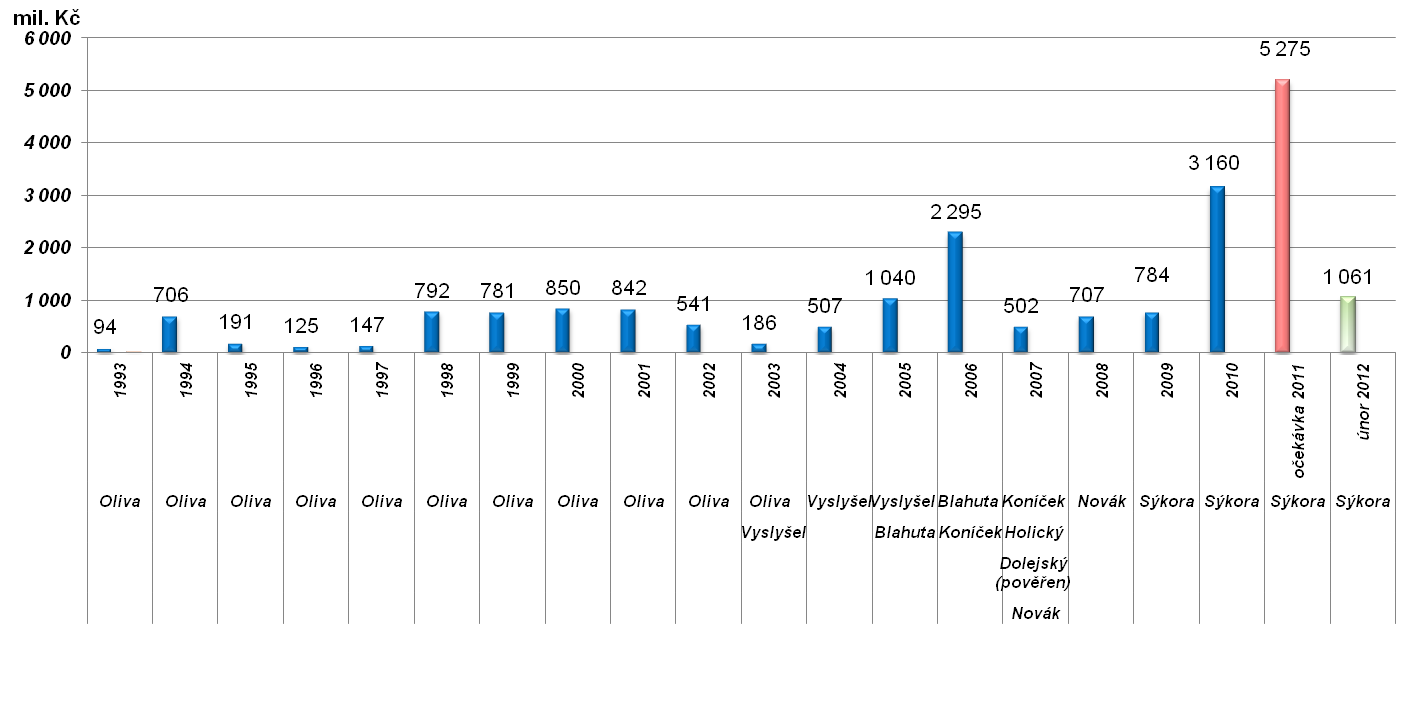 mil. Kč
6 000
5 000
4 000
3 000
2 000
1 000
0
94
706
191
125
147
792
781
850
842
541
186
507
1 040
2 295
502
707
784
3 160
5 275
1 061
1993
1994
1995
1996
1997
1998
1999
2000
2001
2002
2003
2004
2005
2006
2007
2008
2009
2010
očekávka 2011
únor 2012
Oliva
Oliva
Oliva
Oliva
Oliva
Oliva
Oliva
Oliva
Oliva
Oliva
Oliva
Vyslyšel
Vyslyšel
Vyslyšel
Blahuta
Blahuta
Koníček
Koníček
Holický
Dolejský
(pověřen)
Novák
Novák
Sýkora
Sýkora
Sýkora
Sýkora